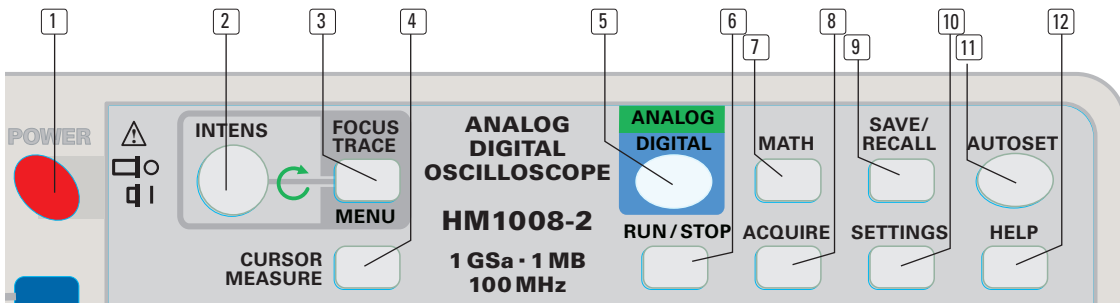 1 2 3 4 5 6 7 8 9 10 11 12
POWER
INTENS
FOCUS
TRACE
MENU
CURSOR
MEASURE
ANALOG
DIGITAL
OSCILLOSCOPE
HM1008-2
1 GSa · 1 MB
100 MHz
ANALOG
DIGITAL
RUN / STOP
MATH
ACQUIRE
SAVE/
RECALL
SETTINGS
AUTOSET
HELP